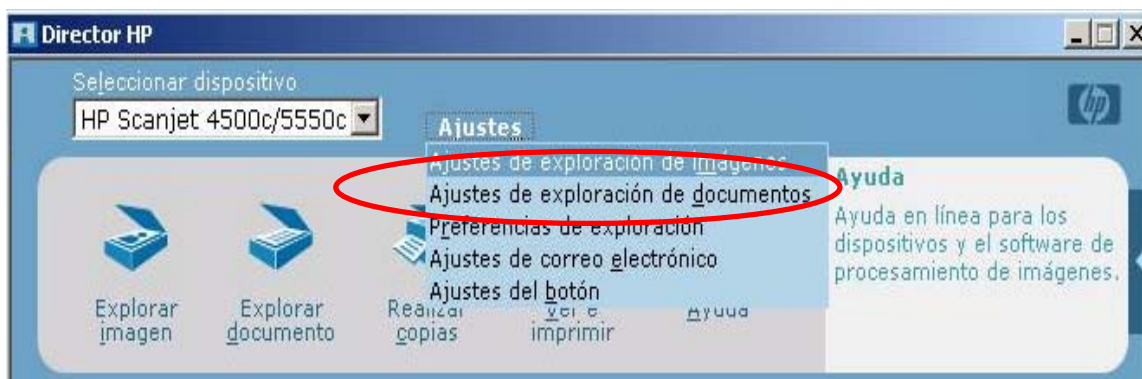 Director HP
Seleccionar dispositivo
HP Scanjet 4500c/5550c
Ajustes
hp
Ajustes de exploración de imágenes
Ajustes de exploración de documentos
Preferencias de exploración
Ajustes de correo electrónico
Ajustes del botón
Ayuda
Ayuda en línea para los
dispositivos y el software de
procesamiento de imágenes.
Explorar
imagen
Explorar
documento
Realizar
copias
Ver e
imprimir
Ayuda